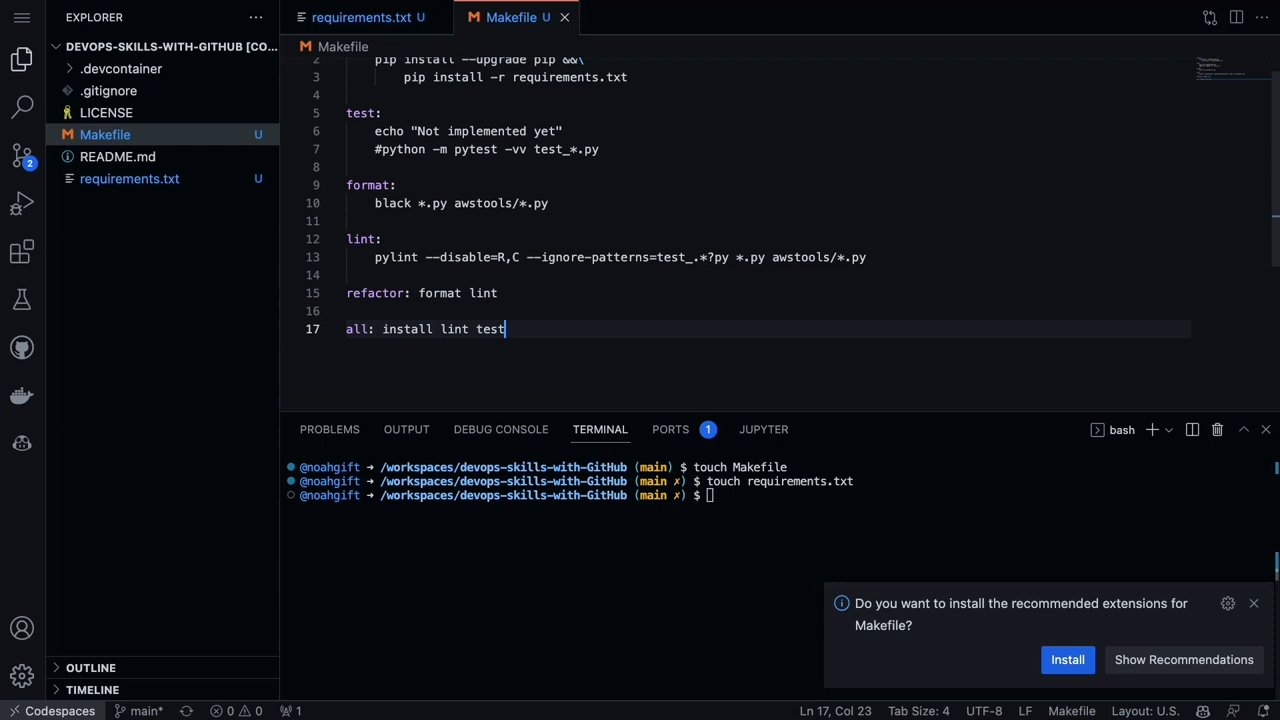 EXPLORER
requirements.txt U
Makefile U
DEVOPS-SKILLS-WITH-GITHUB [CO...
.devcontainer
.gitignore
LICENSE
Makefile U
README.md
requirements.txt U
Makefile
2 pip install --upgrade pip &&\
3 pip install -r requirements.txt
4
5 test:
6 echo "Not implemented yet"
7 #python -m pytest -vv test_*.py
8
9 format:
10 black *.py awstools/*.py
11
12 lint:
13 pylint --disable=R,C --ignore-patterns=test_.*?py *.py awstools/*.py
14
15 refactor: format lint
16
17 all: install lint test
2
PROBLEMS OUTPUT DEBUG CONSOLE TERMINAL PORTS 1 JUPYTER
bash
@noahgift → /workspaces/devops-skills-with-GitHub (main) $ touch Makefile
@noahgift → /workspaces/devops-skills-with-GitHub (main ✗) $ touch requirements.txt
@noahgift → /workspaces/devops-skills-with-GitHub (main ✗) $
Do you want to install the recommended extensions for
Makefile?
Install Show Recommendations
OUTLINE
TIMELINE
Codespaces main* 0 0 1 Ln 17, Col 23 Tab Size: 4 UTF-8 LF Makefile Layout: U.S.